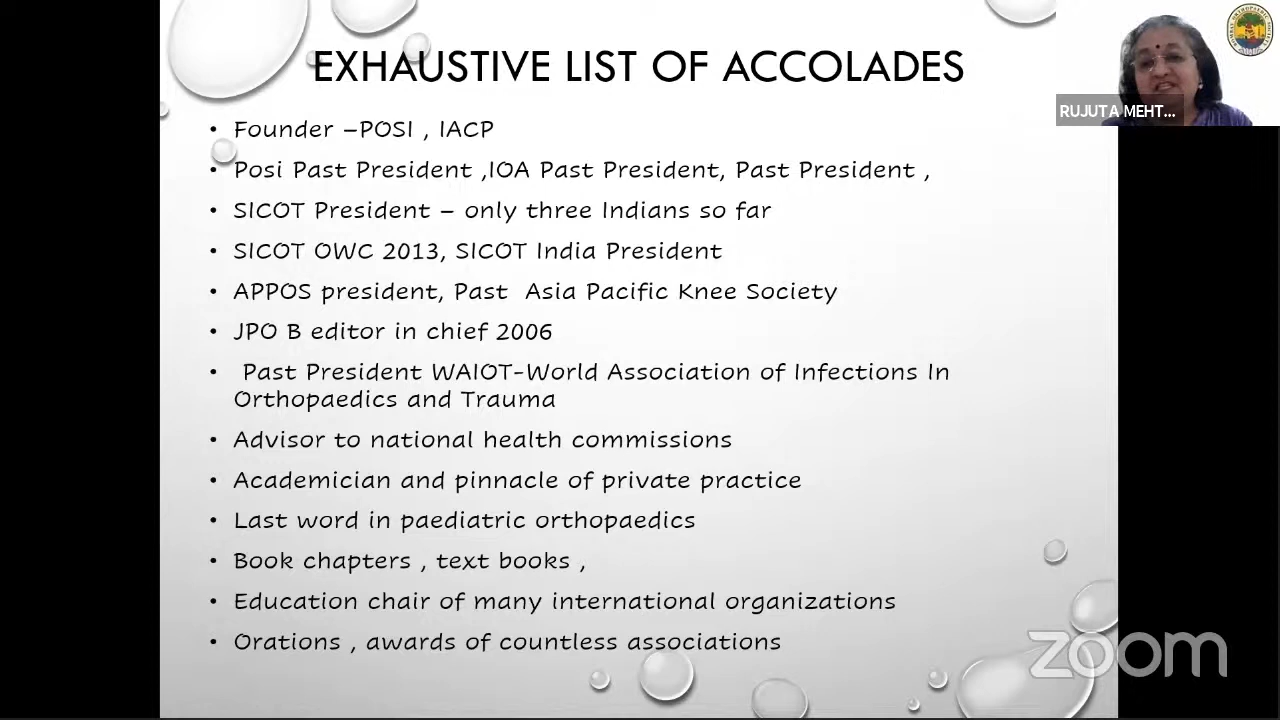 EXHAUSTIVE LIST OF ACCOLADES
RUJUTA MEHT...
• Founder –POSI , IACP
• Posi Past President ,IOA Past President, Past President ,
• SICOT President – only three Indians so far
• SICOT OWC 2013, SICOT India President
• APPOS president, Past Asia Pacific Knee Society
• JPO B editor in chief 2006
• Past President WAIOT-World Association of Infections In
Orthopaedics and Trauma
• Advisor to national health commissions
• Academician and pinnacle of private practice
• Last word in paediatric orthopaedics
• Book chapters , text books ,
• Education chair of many international organizations
• Orations , awards of countless associations
zoom